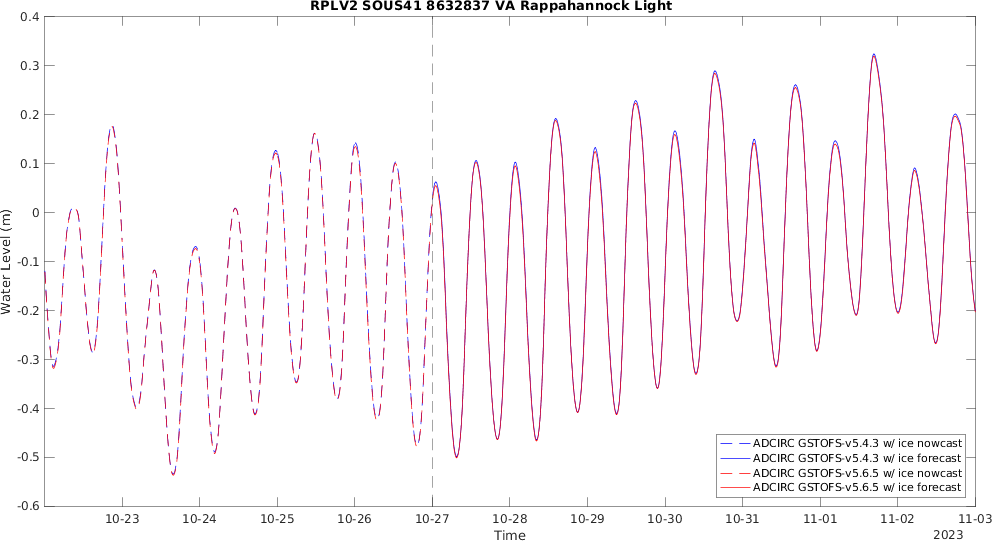 RPLV2 SOUS41 8632837 VA Rappahannock Light
0.4
0.3
0.2
0.1
0
-0.1
-0.2
-0.3
-0.4
-0.5
-0.6
Water Level (m)
ADCIRC GSTOFS-v5.4.3 w/ ice nowcast
ADCIRC GSTOFS-v5.4.3 w/ ice forecast
ADCIRC GSTOFS-v5.6.5 w/ ice nowcast
ADCIRC GSTOFS-v5.6.5 w/ ice forecast
10-23 10-24 10-25 10-26 10-27 10-28 10-29 10-30 10-31 11-01 11-02 11-03
Time
2023